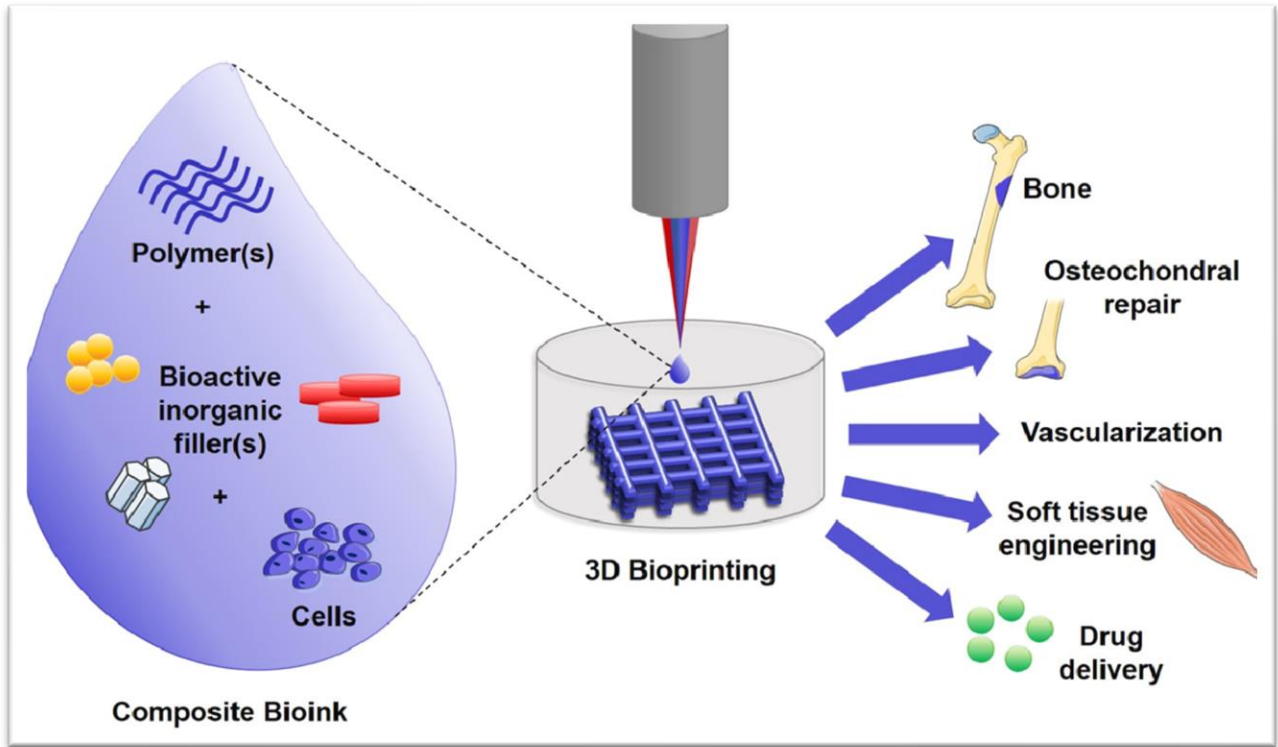 Polymer(s)
+
Bioactive
inorganic
filler(s)
+
Cells
Composite Bioink
3D Bioprinting
Bone
Osteochondral
repair
Vascularization
Soft tissue
engineering
Drug
delivery